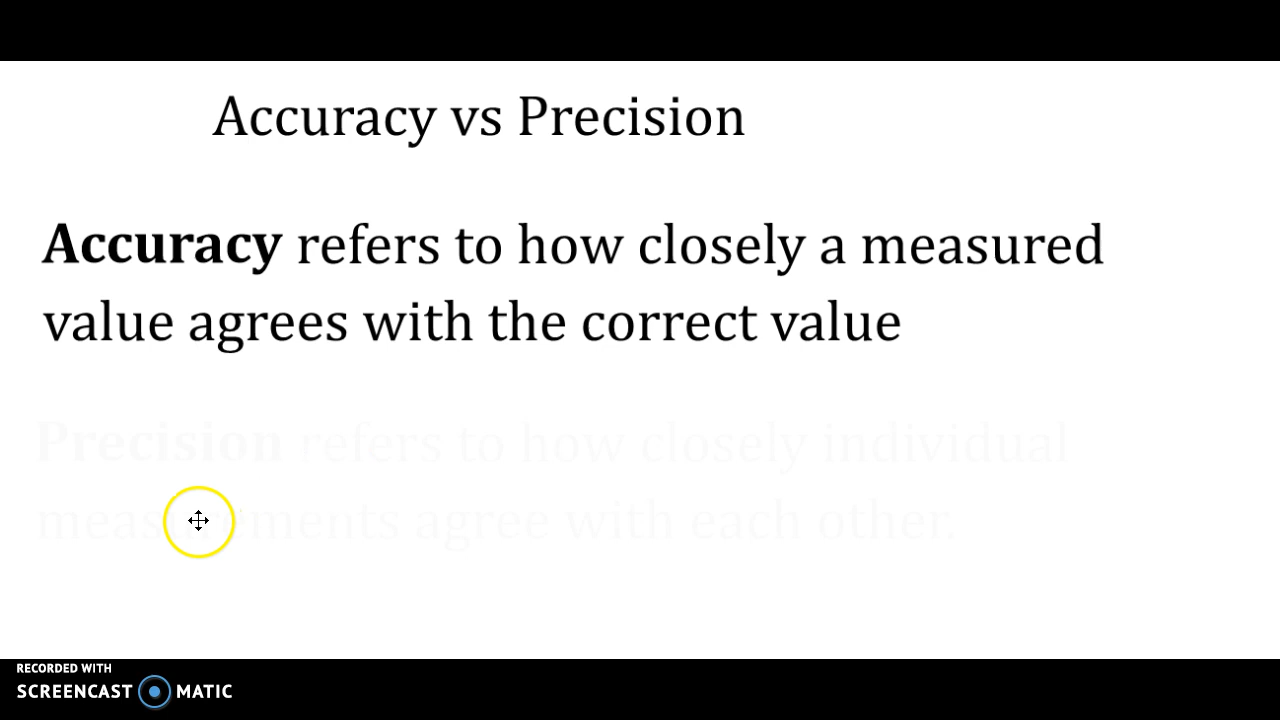 Accuracy vs Precision
Accuracy refers to how closely a measured
value agrees with the correct value
Precision refers to how closely individual
measurements agree with each other.
RECORDED WITH
SCREENCAST MATIC